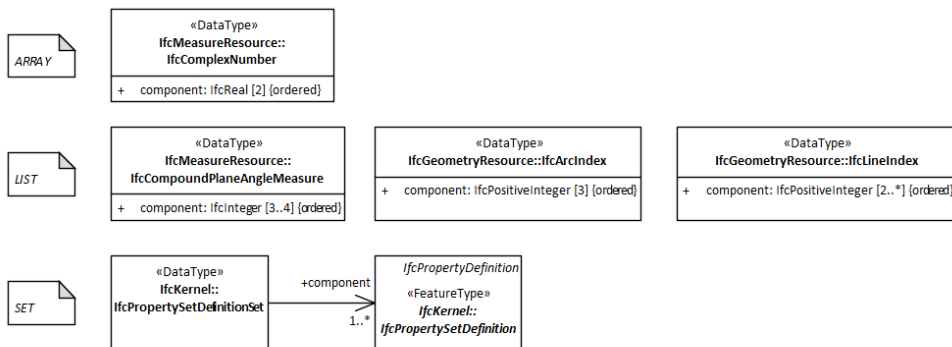 ARRAY
«DataType»
IfcMeasureResource::
IfcComplexNumber
+ component: IfcReal [2] {ordered}
LIST
«DataType»
IfcMeasureResource::
IfcCompoundPlaneAngleMeasure
+ component: IfcInteger [3..4] {ordered}
«DataType»
IfcGeometryResource::IfcArcIndex
+ component: IfcPositiveInteger [3] {ordered}
«DataType»
IfcGeometryResource::IfcLineIndex
+ component: IfcPositiveInteger [2..*] {ordered}
SET
«DataType»
IfcKernel::
IfcPropertySetDefinitionSet
+component
1..*
IfcPropertyDefinition
«FeatureType»
IfcKernel::
IfcPropertySetDefinition